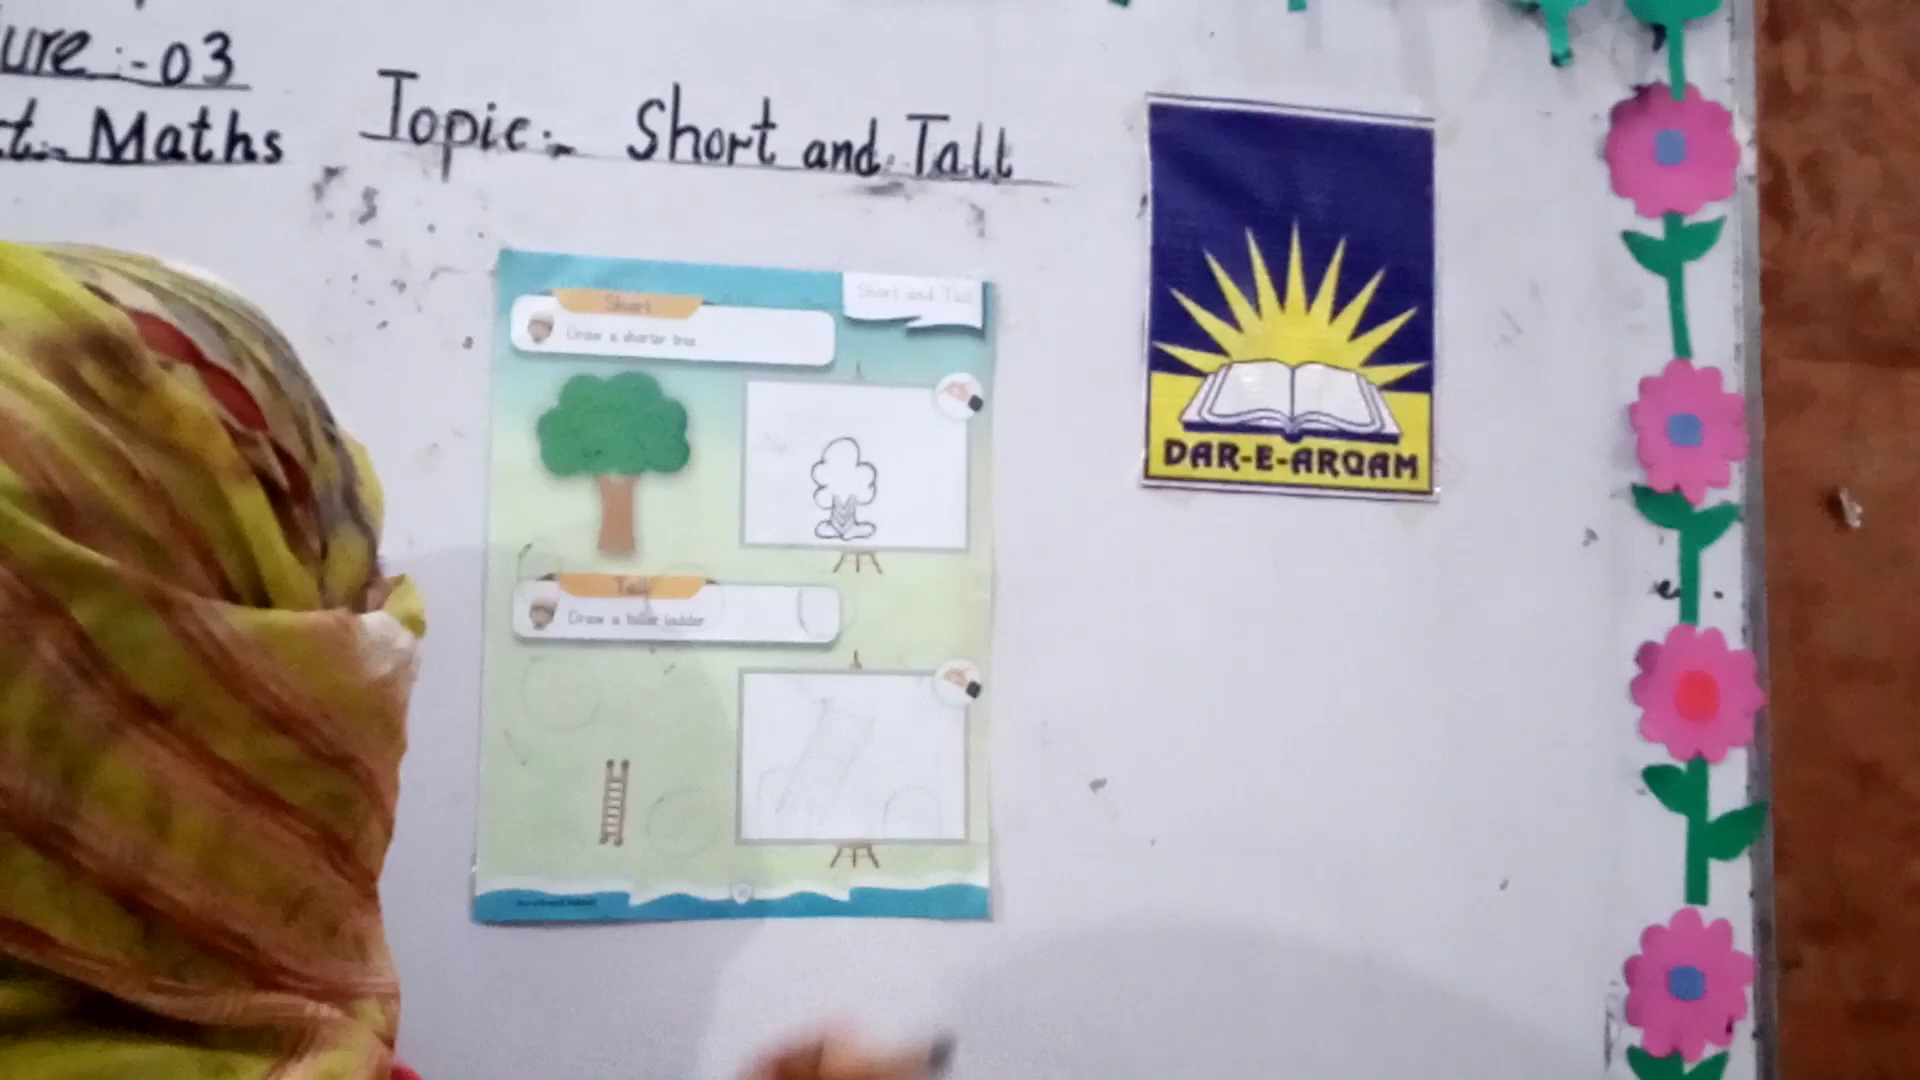 ure :- 03
t:- Maths
Topic:- Short and Tall
Short and Tall
Short
Draw a shorter tree
Tall
Draw a taller ladder
DAR-E-ARQAM